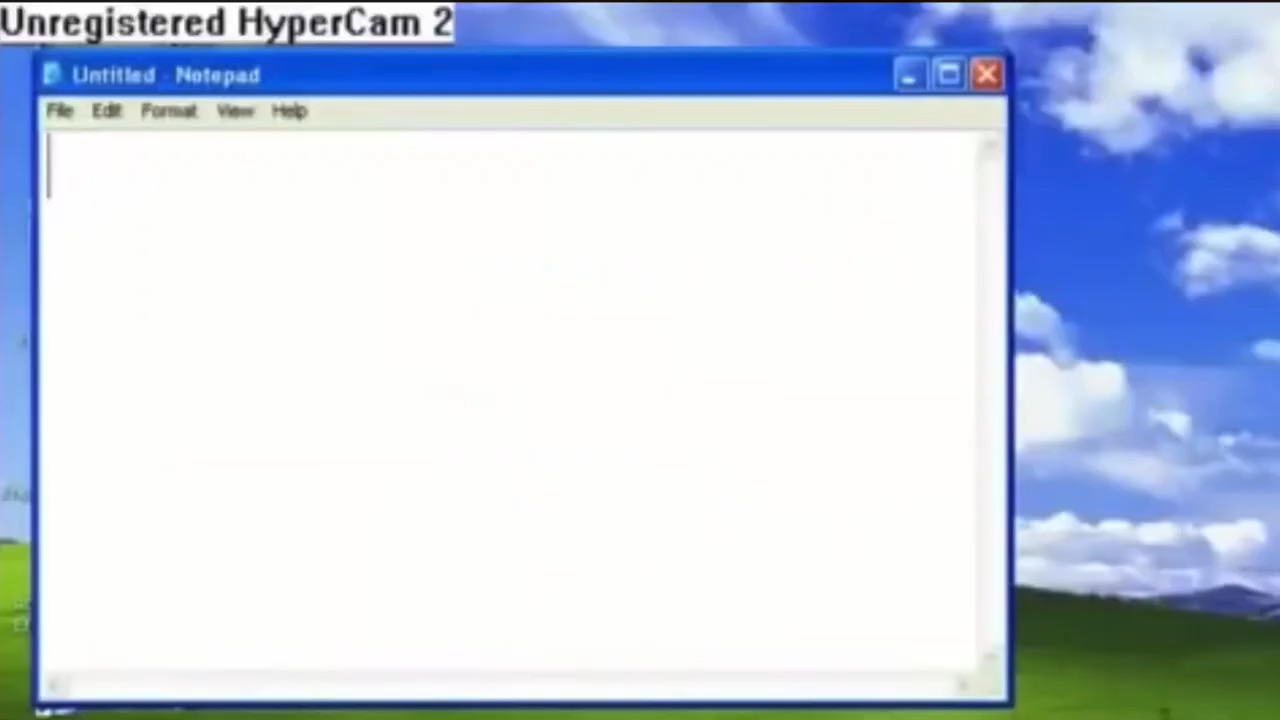 Unregistered HyperCam 2
Untitled - Notepad
File Edit Format View Help